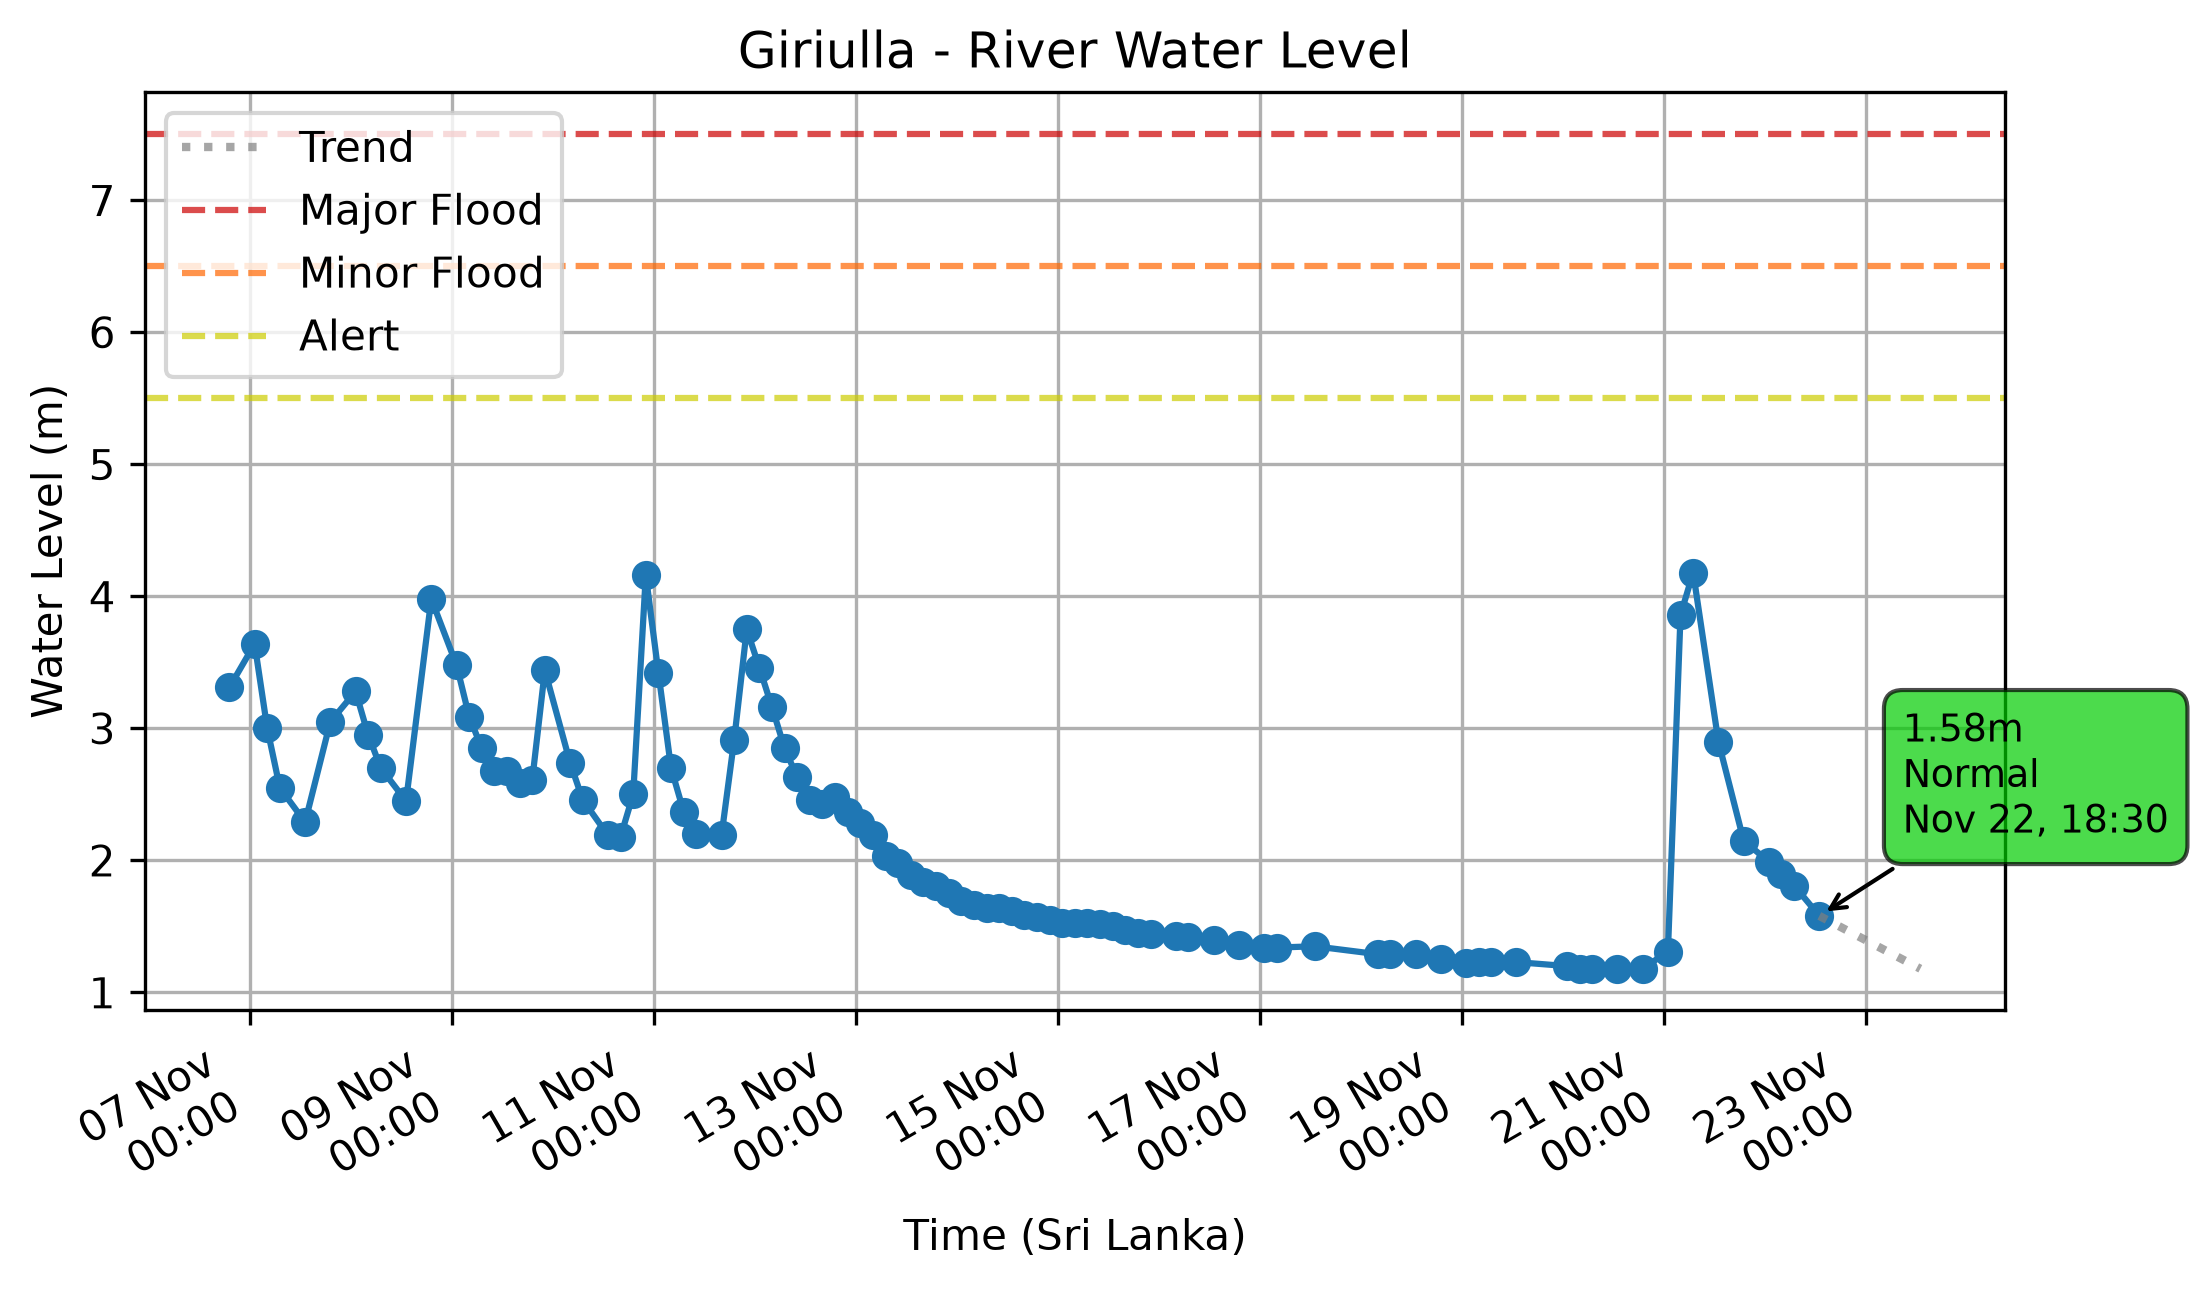 Giriulla - River Water Level
Trend
Major Flood
Minor Flood
Alert
Water Level (m)
7
6
5
4
3
2
1
1.58m
Normal
Nov 22, 18:30
07 Nov
00:00
09 Nov
00:00
11 Nov
00:00
13 Nov
00:00
15 Nov
00:00
17 Nov
00:00
19 Nov
00:00
21 Nov
00:00
23 Nov
00:00
Time (Sri Lanka)